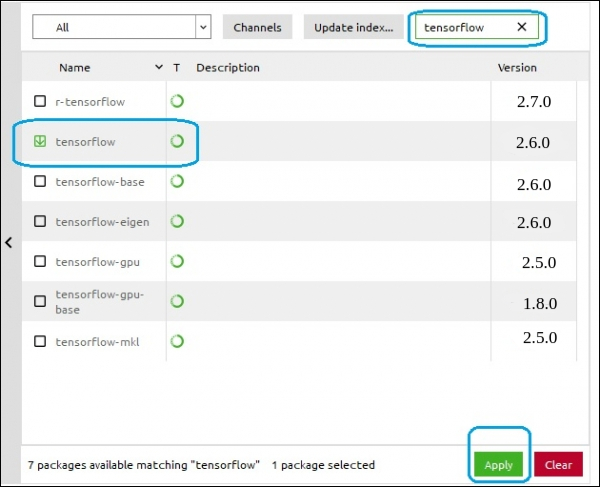 All Channels Update index... tensorflow ✕
Name T Description Version
r-tensorflow 2.7.0
tensorflow 2.6.0
tensorflow-base 2.6.0
tensorflow-eigen 2.6.0
tensorflow-gpu 2.5.0
tensorflow-gpu-
base 1.8.0
tensorflow-mkl 2.5.0
7 packages available matching "tensorflow" 1 package selected Apply Clear